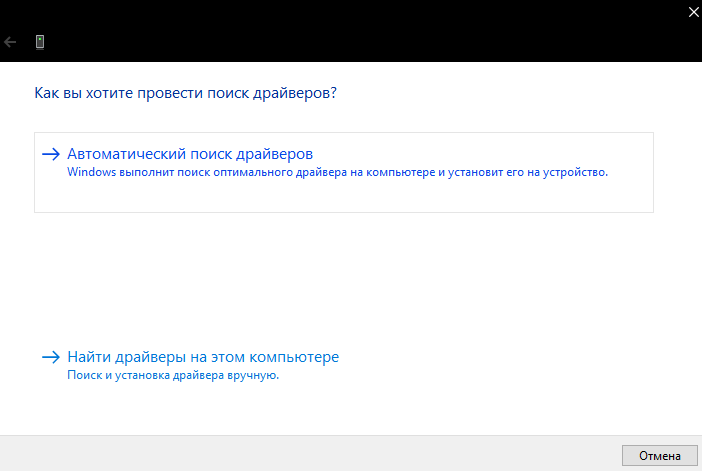 Как вы хотите провести поиск драйверов?
Автоматический поиск драйверов
Windows выполнит поиск оптимального драйвера на компьютере и установит его на устройство.
Найти драйверы на этом компьютере
Поиск и установка драйвера вручную.
Отмена